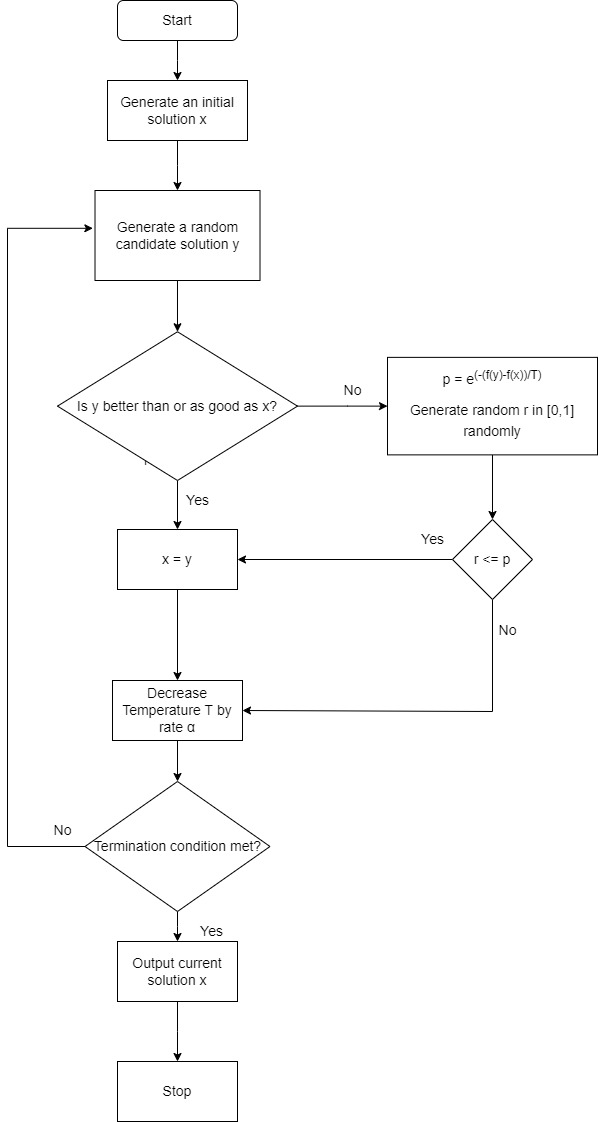 Start
Generate an initial
solution x
Generate a random
candidate solution y
Is y better than or as good as x?
No
p = e^(-(f(y)-f(x))/T)
Generate random r in [0,1]
randomly
Yes
x = y
Yes
r <= p
No
Decrease
Temperature T by
rate α
No
Termination condition met?
Yes
Output current
solution x
Stop